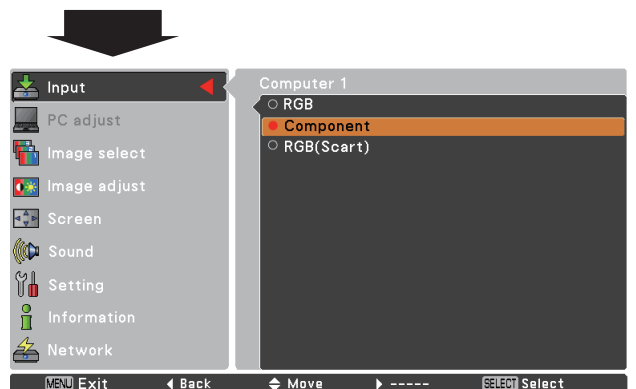 Input
PC adjust
Image select
Image adjust
Screen
Sound
Setting
Information
Network
Computer 1
RGB
Component
RGB(Scart)
MENU Exit Back Move ----- SELECT Select